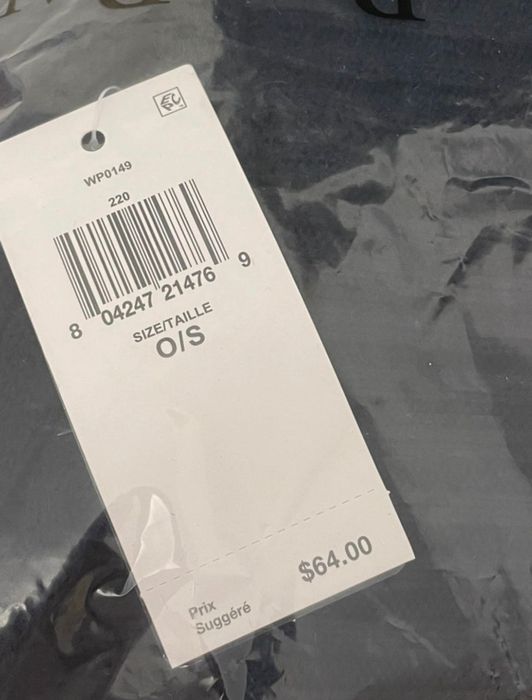 WP0149
220
8 04247 21476 9
SIZE/TAILLE
O/S
$64.00
Prix
Suggéré